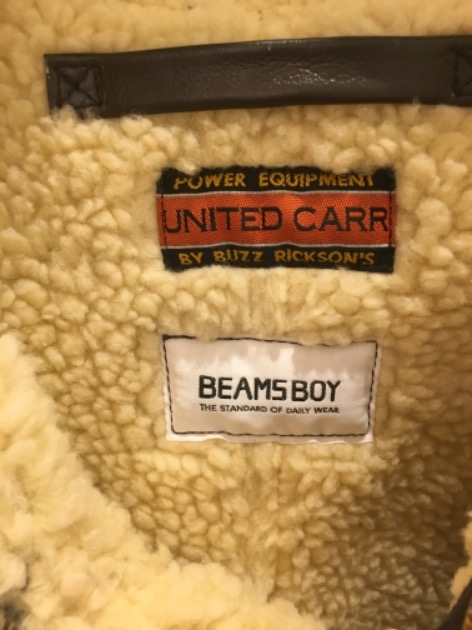 POWER EQUIPMENT
UNITED CARR
BY BUZZ RICKSON'S
BEAMS BOY
THE STANDARD OF DAILY WEAR